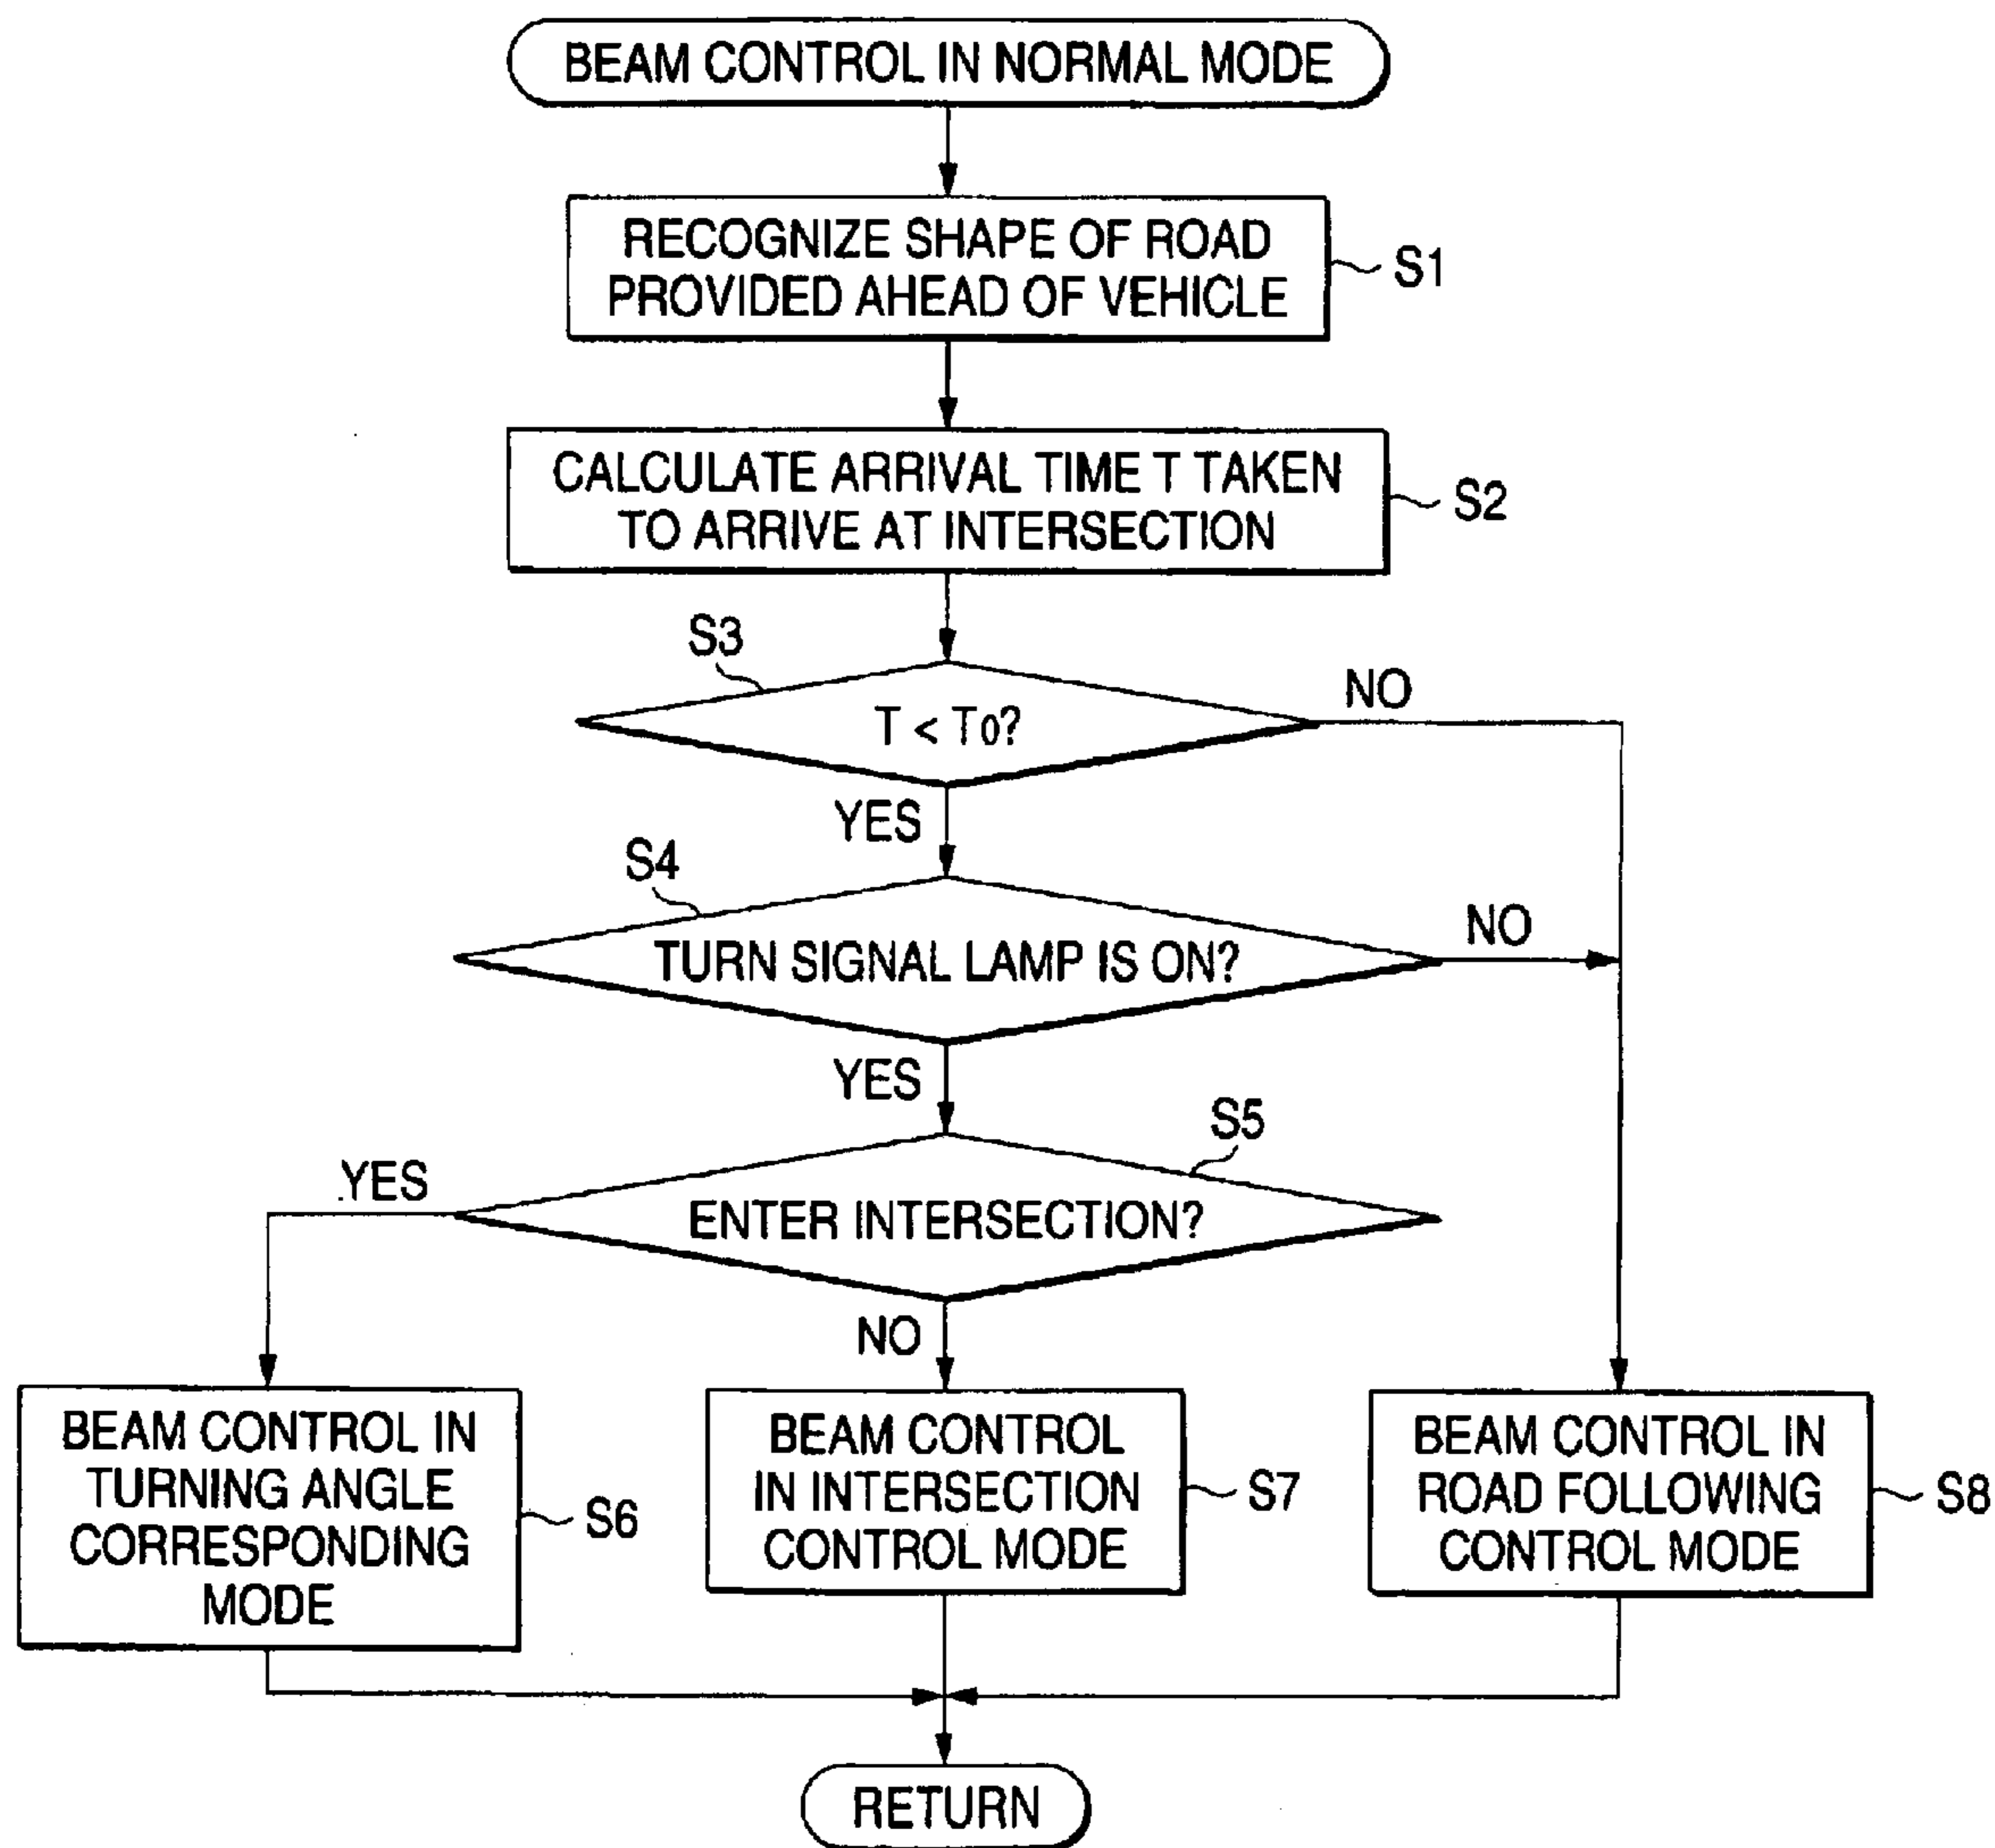 BEAM CONTROL IN NORMAL MODE
RECOGNIZE SHAPE OF ROAD
PROVIDED AHEAD OF VEHICLE
S1
CALCULATE ARRIVAL TIME T TAKEN
TO ARRIVE AT INTERSECTION
S2
S3
T < T0?
NO
YES
S4
TURN SIGNAL LAMP IS ON?
NO
YES
S5
ENTER INTERSECTION?
YES
NO
BEAM CONTROL IN
TURNING ANGLE
CORRESPONDING
MODE
S6
BEAM CONTROL
IN INTERSECTION
CONTROL MODE
S7
BEAM CONTROL IN
ROAD FOLLOWING
CONTROL MODE
S8
RETURN